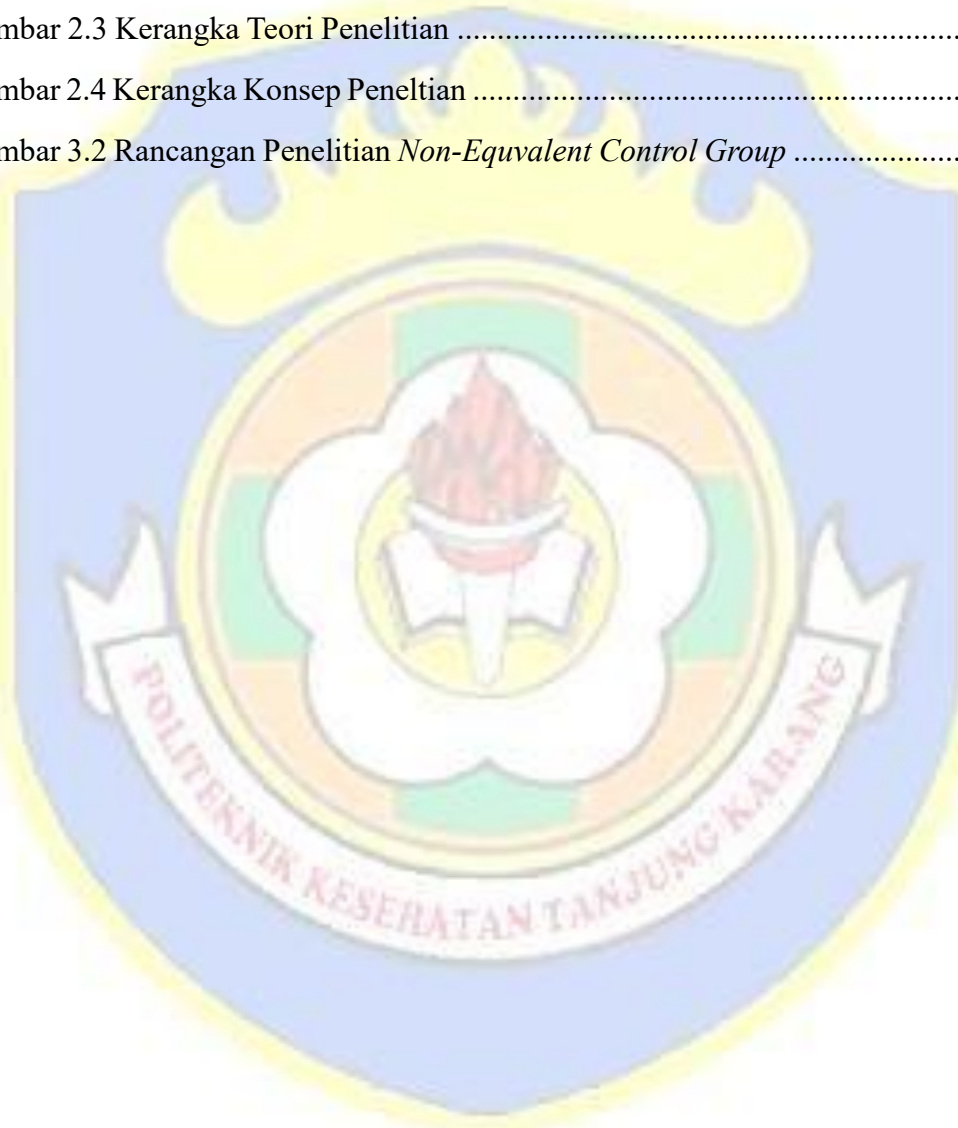 mbar 2.3 Kerangka Teori Penelitian ........................................................................
mbar 2.4 Kerangka Konsep Peneltian ......................................................................
mbar 3.2 Rancangan Penelitian Non-Equvalent Control Group ........................
POLITEKNIK KESEHATAN TANJUNG KARANG